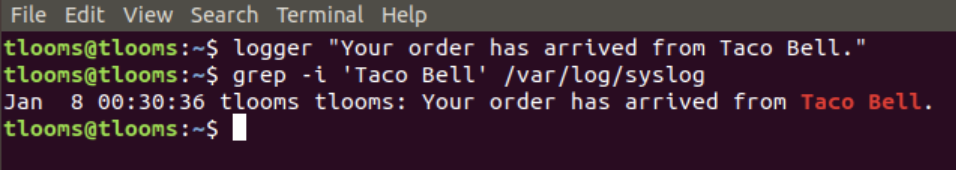 File Edit View Search Terminal Help
tlooms@tlooms:~$ logger "Your order has arrived from Taco Bell."
tlooms@tlooms:~$ grep -i 'Taco Bell' /var/log/syslog
Jan  8 00:30:36 tlooms tlooms: Your order has arrived from Taco Bell.
tlooms@tlooms:~$